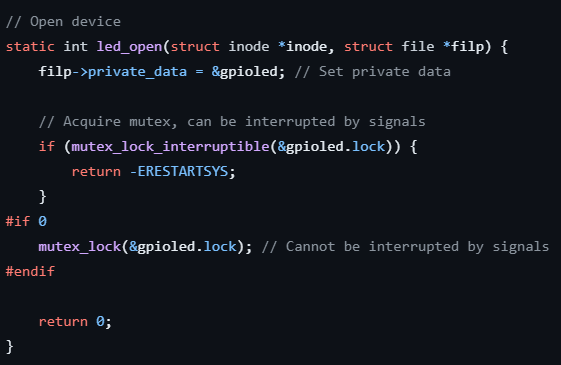 // Open device
static int led_open(struct inode *inode, struct file *filp) {
    filp->private_data = &gpioled; // Set private data

    // Acquire mutex, can be interrupted by signals
    if (mutex_lock_interruptible(&gpioled.lock)) {
        return -ERESTARTSYS;
    }
#if 0
    mutex_lock(&gpioled.lock); // Cannot be interrupted by signals
#endif

    return 0;
}